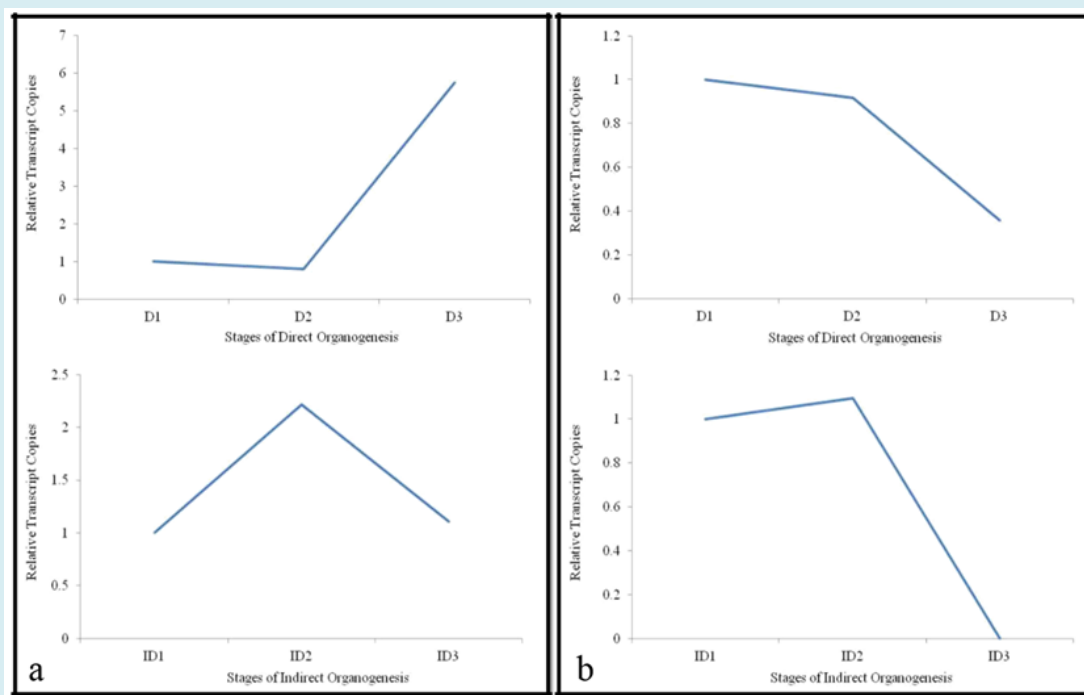 7
6
5
4
3
2
1
0
Relative Transcript Copies
D1 D2 D3
Stages of Direct Organogenesis
2.5
2
1.5
1
0.5
0
Relative Transcript Copies
ID1 ID2 ID3
Stages of Indirect Organogenesis
a
1.2
1
0.8
0.6
0.4
0.2
0
Relative Transcript Copies
D1 D2 D3
Stages of Direct Organogenesis
1.2
1
0.8
0.6
0.4
0.2
0
Relative Transcript Copies
ID1 ID2 ID3
Stages of Indirect Organogenesis
b